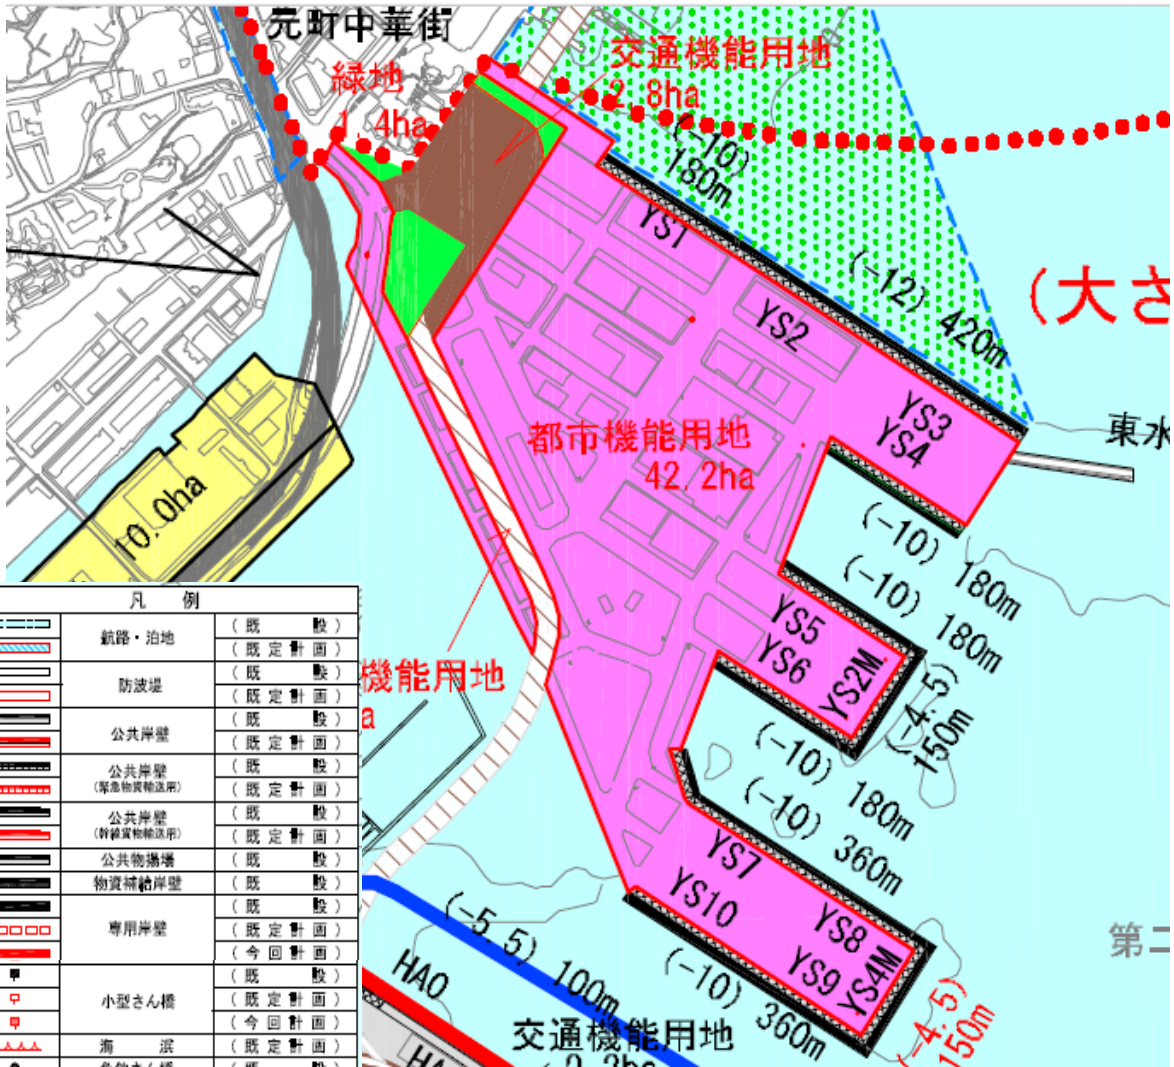 元町中華街
緑地
1.4ha
交通機能用地
2.8ha
(-10)
180m
YS1
(-12) 420m
YS2
(大さ
YS3
YS4
東水
都市機能用地
42.2ha
10.0ha
(-10) 180m
(-10) 180m
YS5
YS6
YS2M
(-4.5)
150m
機能用地
a
(-10) 180m
(-10) 360m
YS7
YS10
YS8
YS9
YS4M
(-4.5)
150m
第二
(-5.5) 100m
(-10) 360m
HAO
交通機能用地
HA
凡 例
航路・泊地 (既 設)
(既定計画)
防波堤 (既 設)
(既定計画)
公共岸壁 (既 設)
(既定計画)
公共岸壁 (既 設)
(緊急物資輸送用) (既定計画)
公共岸壁 (既 設)
(幹線貨物輸送用) (既定計画)
公共物揚場 (既 設)
物資補給岸壁 (既 設)
専用岸壁 (既 設)
(既定計画)
(今回計画)
小型さん橋 (既 設)
(既定計画)
(今回計画)
海 浜 (既定計画)